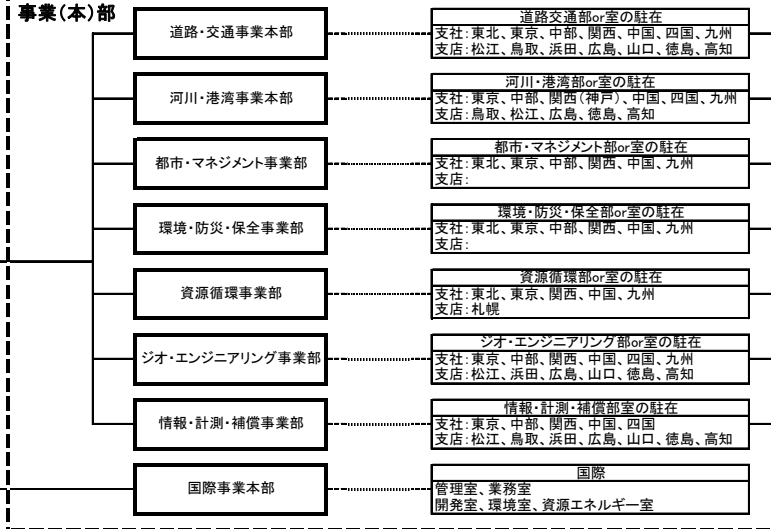 事業(本)部
道路・交通事業本部
道路交通部or室の駐在
支社:東北、東京、中部、関西、中国、四国、九州
支店:松江、鳥取、浜田、広島、山口、徳島、高知
河川・港湾事業本部
河川・港湾部or室の駐在
支社:東京、中部、関西(神戸)、中国、四国、九州
支店:鳥取、松江、広島、徳島、高知
都市・マネジメント事業部
都市・マネジメント部or室の駐在
支社:東北、東京、中部、関西、中国、九州
支店:
環境・防災・保全事業部
環境・防災・保全部or室の駐在
支社:東北、東京、中部、関西、中国、九州
支店:
資源循環事業部
資源循環部or室の駐在
支社:東北、東京、関西、中国、九州
支店:札幌
ジオ・エンジニアリング事業部
ジオ・エンジニアリング部or室の駐在
支社:東京、中部、関西、中国、四国、九州
支店:松江、浜田、広島、山口、徳島、高知
情報・計測・補償事業部
情報・計測・補償部室の駐在
支社:東京、中部、関西、中国、四国
支店:松江、鳥取、浜田、広島、山口、徳島、高知
国際事業本部
国際
管理室、業務室
開発室、環境室、資源エネルギー室